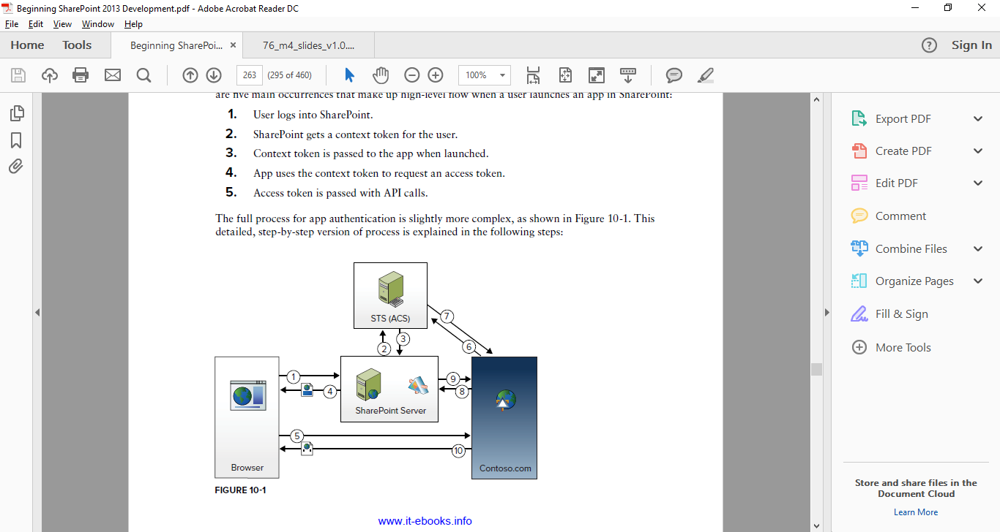 Beginning SharePoint 2013 Development.pdf - Adobe Acrobat Reader DC
File Edit View Window Help
Home Tools Beginning SharePoi... × 76_m4_slides_v1.0.... ? Sign In
263 (295 of 460) 100%
are five main occurrences that make up high-level flow when a user launches an app in SharePoint:
1. User logs into SharePoint.
2. SharePoint gets a context token for the user.
3. Context token is passed to the app when launched.
4. App uses the context token to request an access token.
5. Access token is passed with API calls.
The full process for app authentication is slightly more complex, as shown in Figure 10-1. This
detailed, step-by-step version of process is explained in the following steps:
STS (ACS)
7
3
2
6
1
4
9
8
SharePoint Server
5
10
Browser
Contoso.com
FIGURE 10-1
www.it-ebooks.info
Export PDF
Create PDF
Edit PDF
Comment
Combine Files
Organize Pages
Fill & Sign
More Tools
Store and share files in the
Document Cloud
Learn More